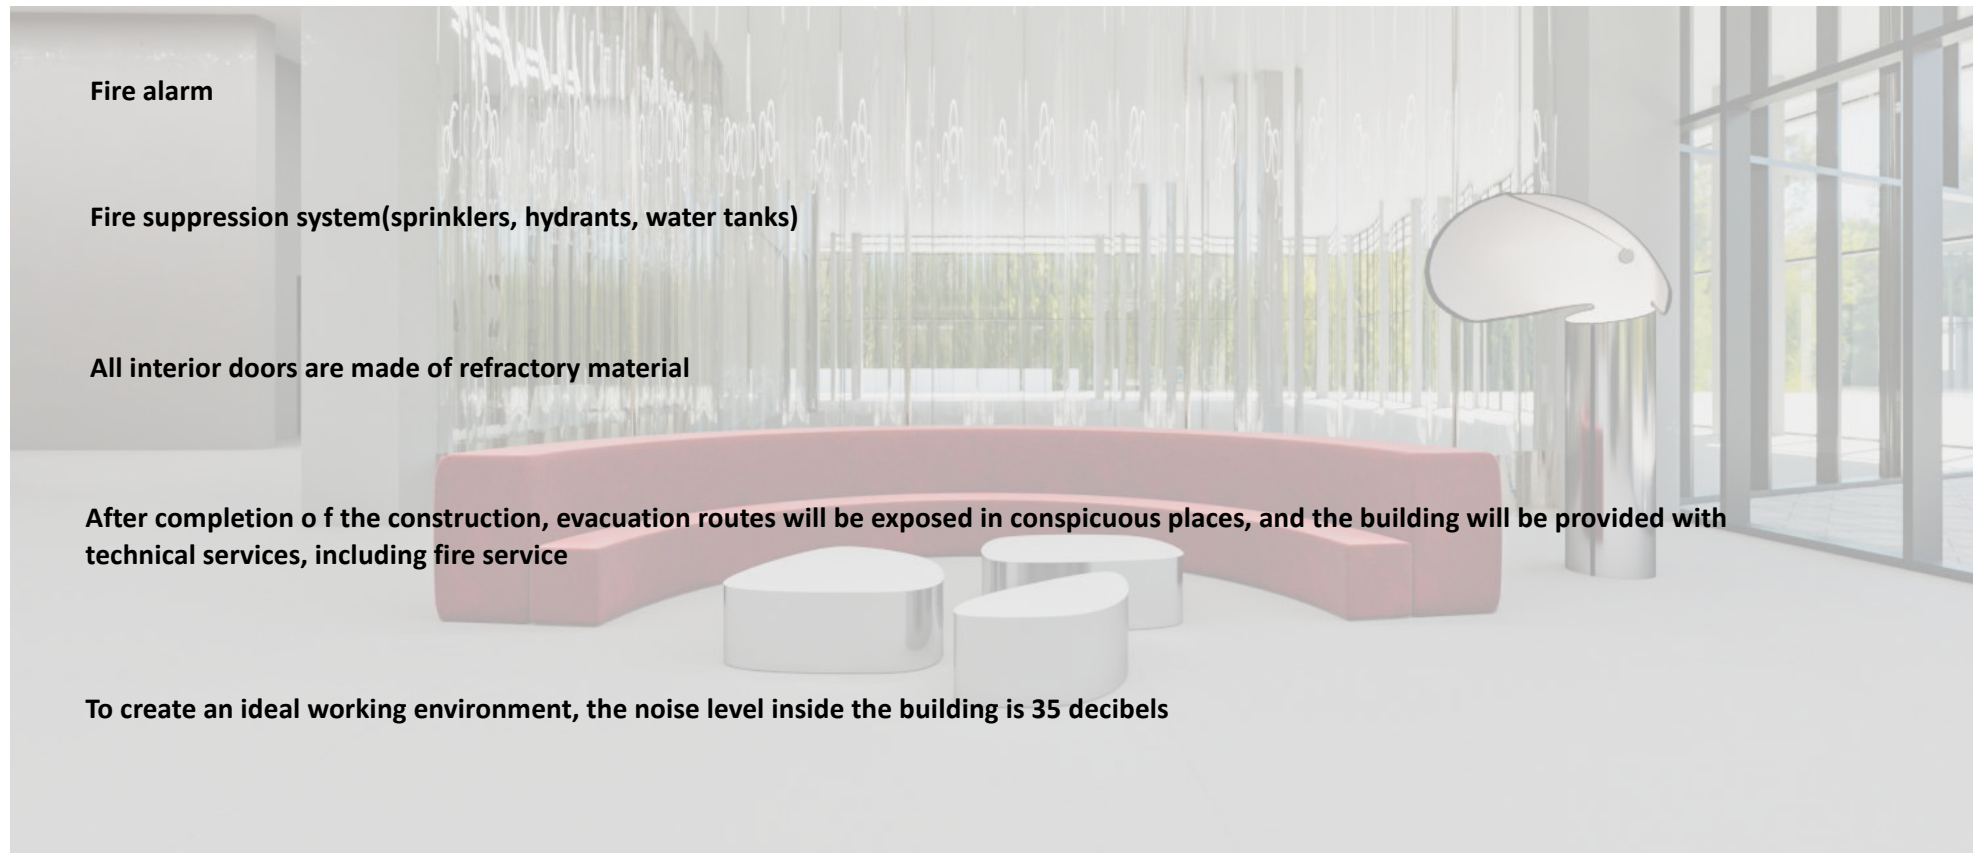 Fire alarm
Fire suppression system(sprinklers, hydrants, water tanks)
All interior doors are made of refractory material
After completion o f the construction, evacuation routes will be exposed in conspicuous places, and the building will be provided with
technical services, including fire service
To create an ideal working environment, the noise level inside the building is 35 decibels